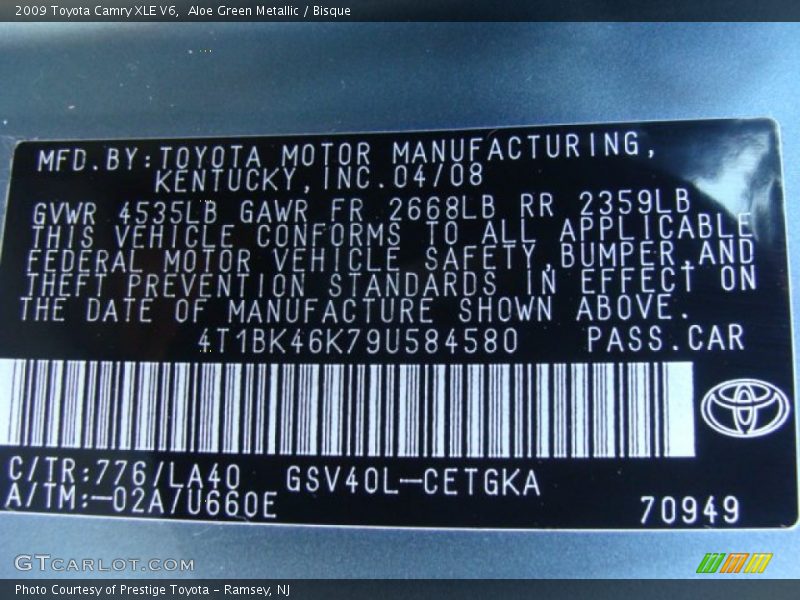 2009 Toyota Camry XLE V6, Aloe Green Metallic / Bisque
MFD.BY:TOYOTA MOTOR MANUFACTURING,
KENTUCKY,INC.04/08
GVWR 4535LB GAWR FR 2668LB RR 2359LB
THIS VEHICLE CONFORMS TO ALL APPLICABLE
FEDERAL MOTOR VEHICLE SAFETY,BUMPER,AND
THEFT PREVENTION STANDARDS IN EFFECT ON
THE DATE OF MANUFACTURE SHOWN ABOVE.
4T1BK46K79U584580 PASS.CAR
C/TR:776/LA40 GSV40L-CETGKA
A/TM:-02A/U660E
70949
GTCARLOT.COM
Photo Courtesy of Prestige Toyota - Ramsey, NJ